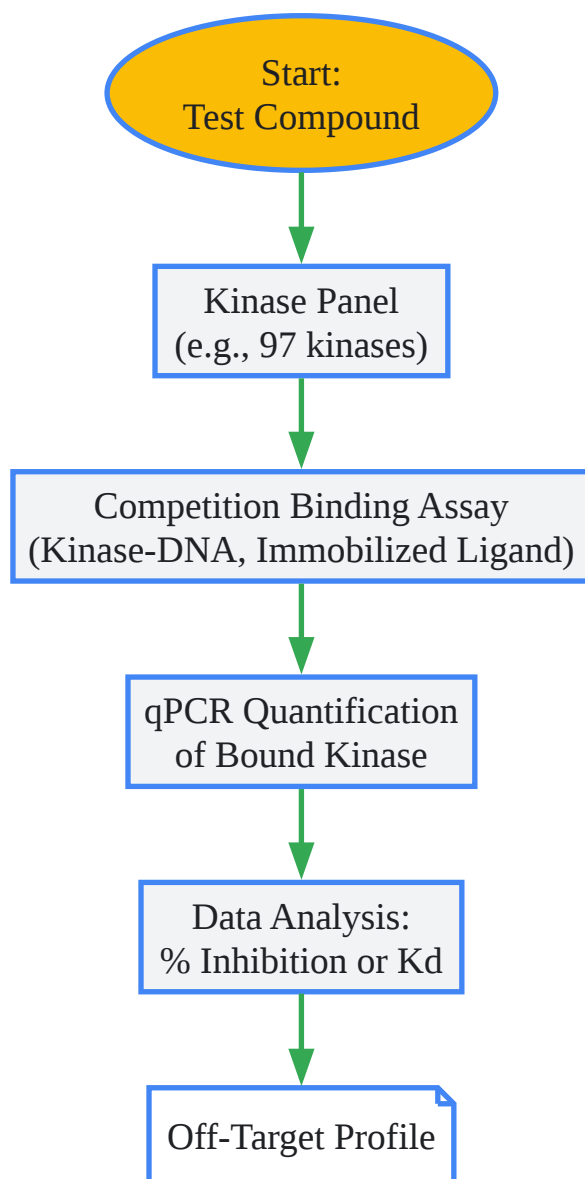 Start:
Test Compound
Kinase Panel
(e.g., 97 kinases)
Competition Binding Assay
(Kinase-DNA, Immobilized Ligand)
qPCR Quantification
of Bound Kinase
Data Analysis:
% Inhibition or Kd
Off-Target Profile